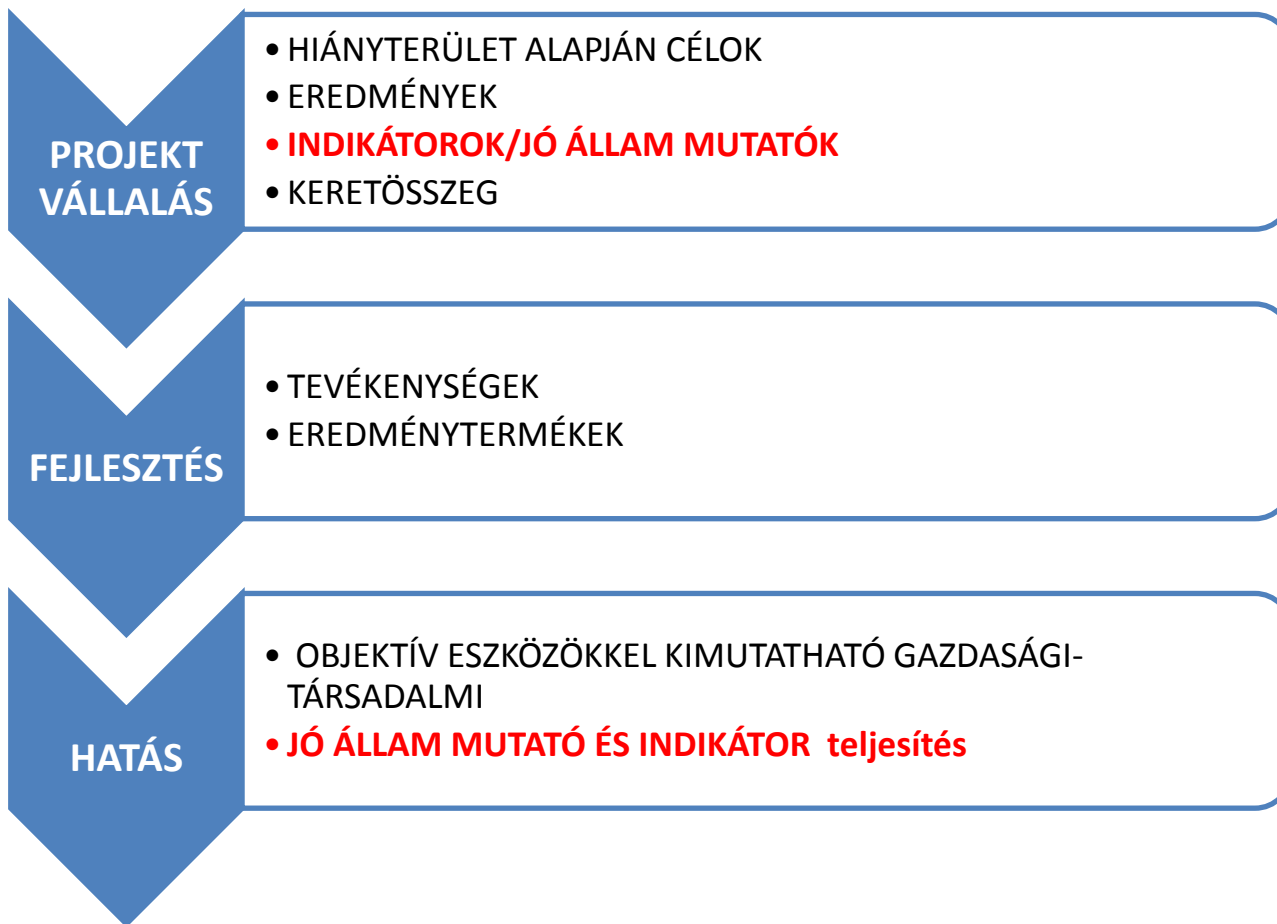 PROJEKT
VÁLLALÁS
• HIÁNYTERÜLET ALAPJÁN CÉLOK
• EREDMÉNYEK
• INDIKÁTOROK/JÓ ÁLLAM MUTATÓK
• KERETÖSSZEG
FEJLESZTÉS
• TEVÉKENYSÉGEK
• EREDMÉNYTERMÉKEK
HATÁS
• OBJEKTÍV ESZKÖZÖKKEL KIMUTATHATÓ GAZDASÁGI-
TÁRSADALMI
• JÓ ÁLLAM MUTATÓ ÉS INDIKÁTOR teljesítés